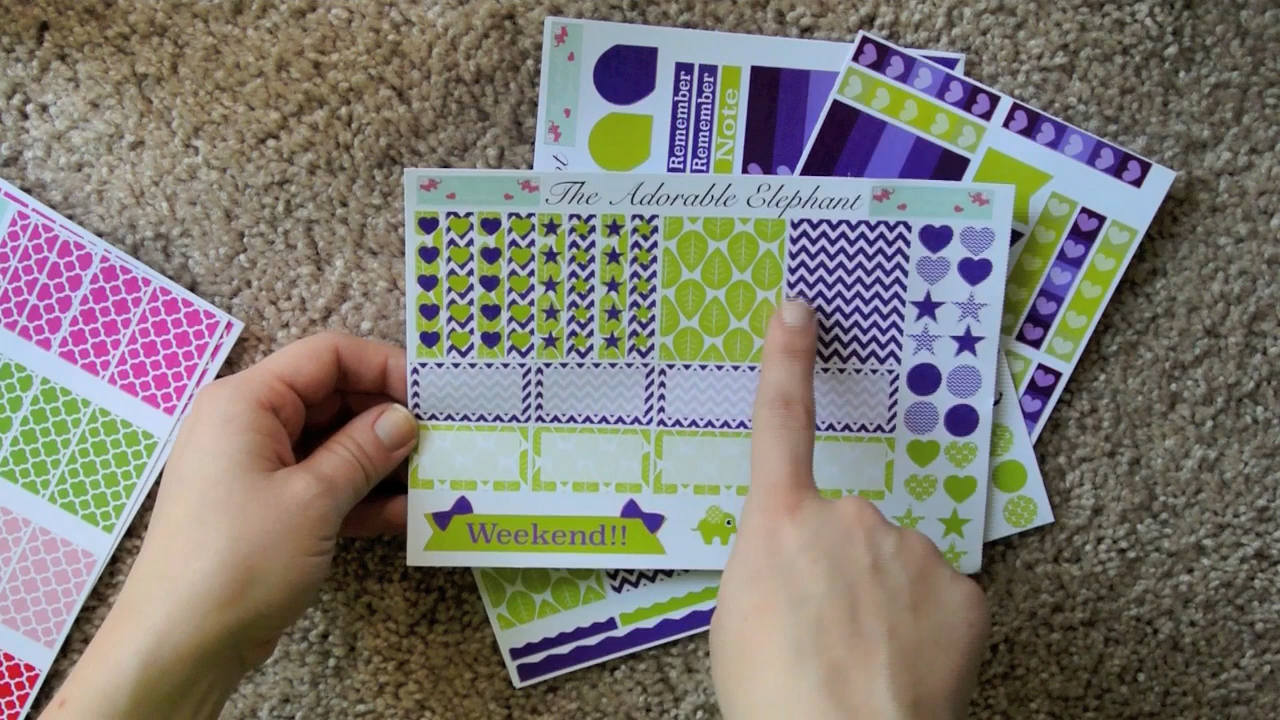 Remember
Remember
Note
The Adorable Elephant
Weekend!!